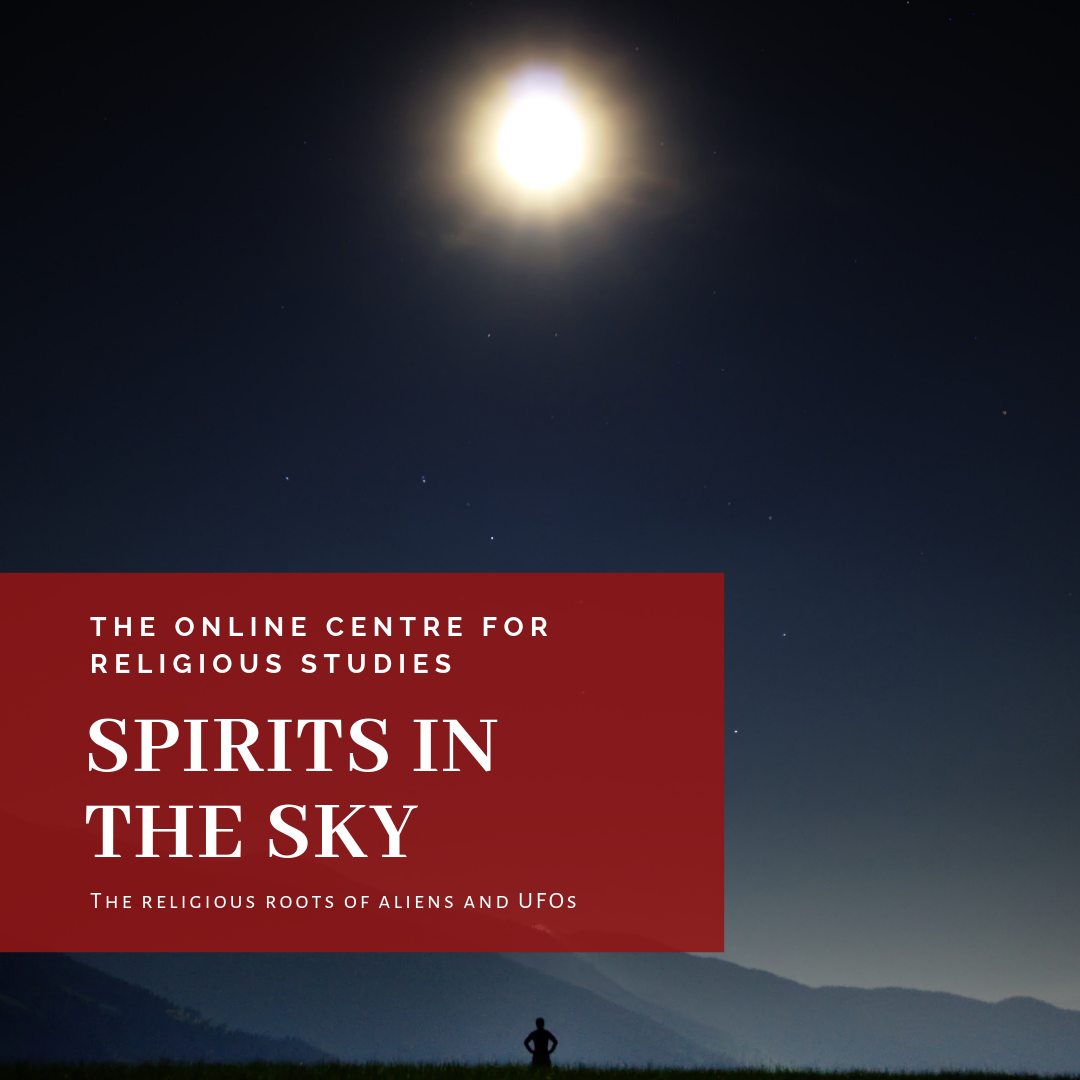 THE ONLINE CENTRE FOR
RELIGIOUS STUDIES
SPIRITS IN
THE SKY
The religious roots of aliens and UFOs